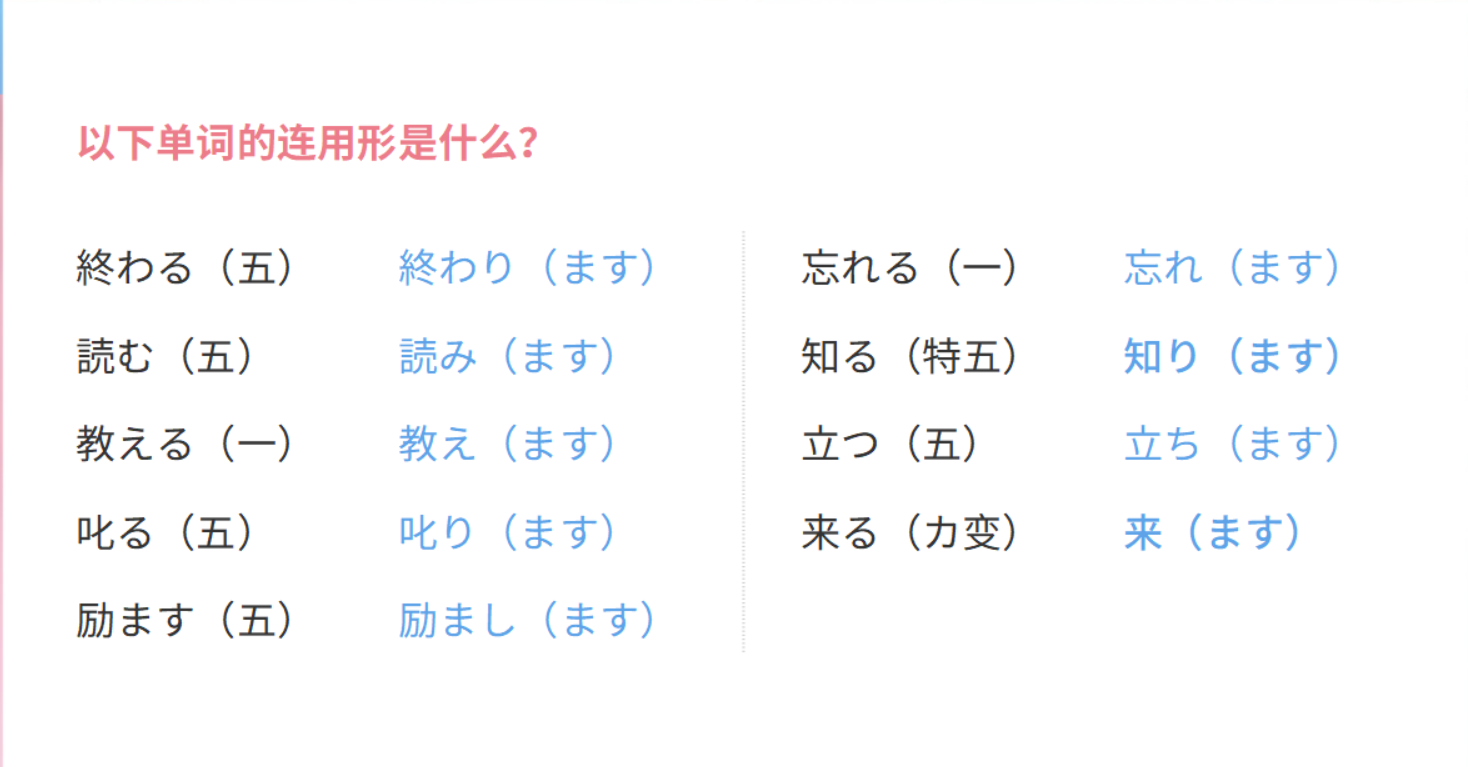 以下单词的连用形是什么？
終わる（五） 終わり（ます）
読む（五） 読み（ます）
教える（一） 教え（ます）
叱る（五） 叱り（ます）
励ます（五） 励まし（ます）
忘れる（一） 忘れ（ます）
知る（特五） 知り（ます）
立つ（五） 立ち（ます）
来る（カ变） 来（ます）